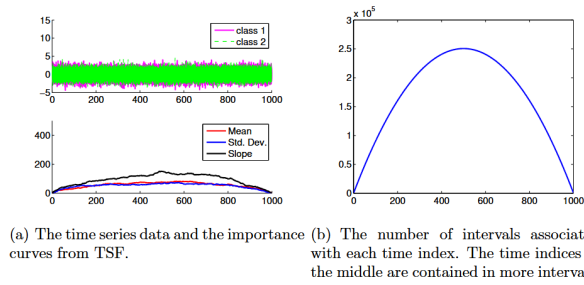 15
10
5
0
-5
class 1
class 2
0 200 400 600 800 1000
400
200
0
Mean
Std. Dev.
Slope
0 200 400 600 800 1000
(a) The time series data and the importance
curves from TSF.
3 x 10⁵
2.5
2
1.5
1
0.5
0
0 200 400 600 800 1000
(b) The number of intervals associat
with each time index. The time indices
the middle are contained in more interva